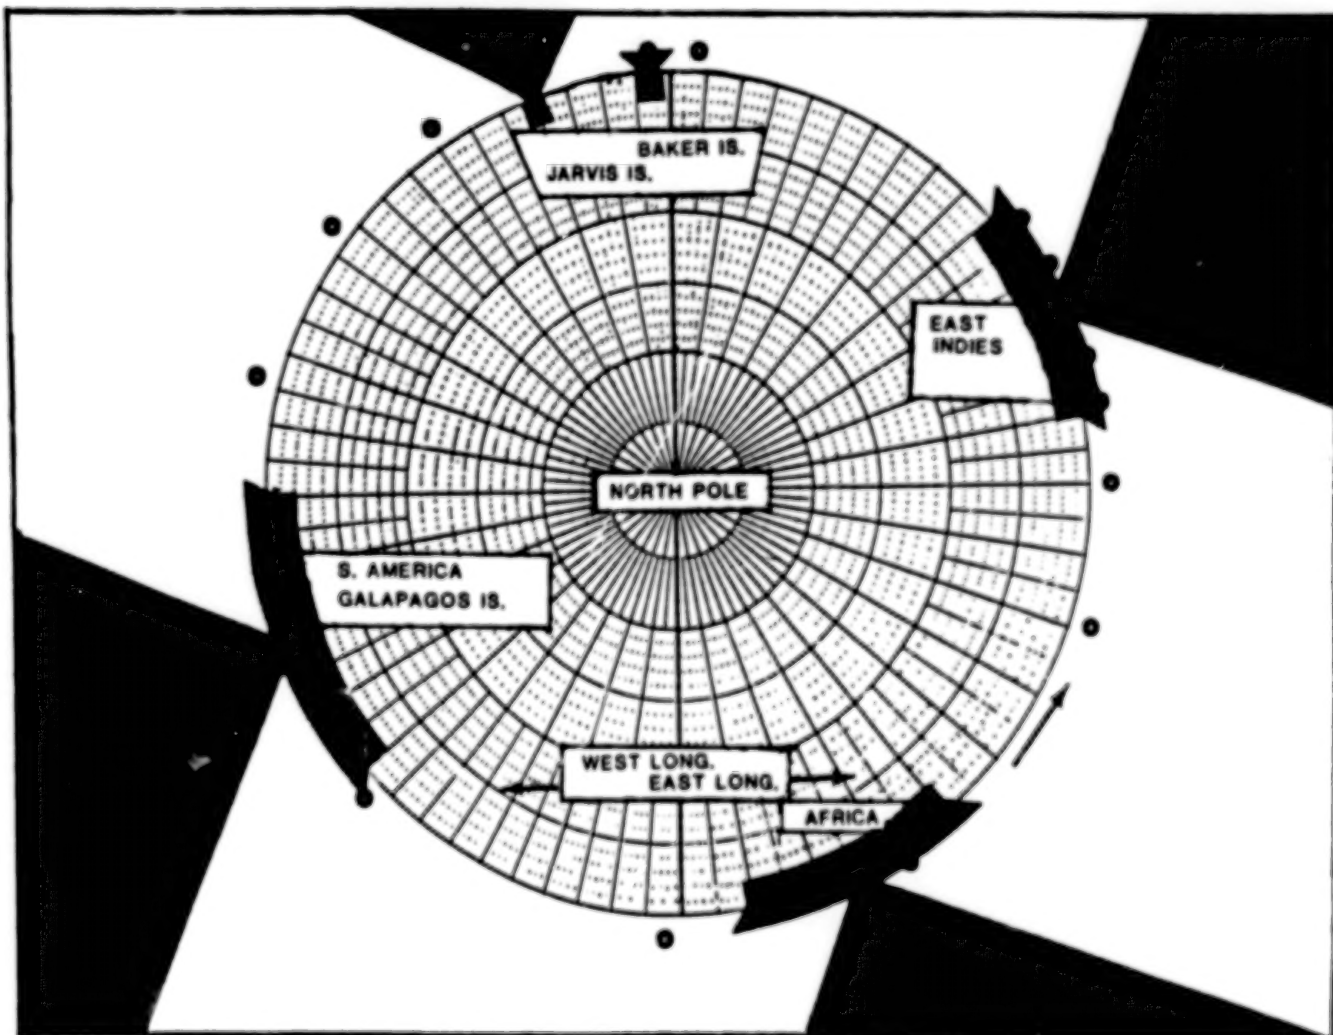 BAKER IS.
JARVIS IS.
EAST
INDIES
NORTH POLE
S. AMERICA
GALAPAGOS IS.
WEST LONG.
EAST LONG.
AFRICA